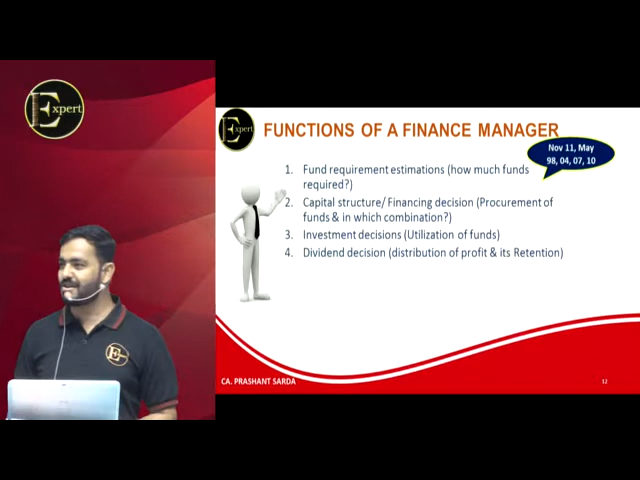 Expert
Expert
FUNCTIONS OF A FINANCE MANAGER
Nov 11, May
98, 04, 07, 10
1. Fund requirement estimations (how much funds
required?)
2. Capital structure/ Financing decision (Procurement of
funds & in which combination?)
3. Investment decisions (Utilization of funds)
4. Dividend decision (distribution of profit & its Retention)
CA. PRASHANT SARDA
12